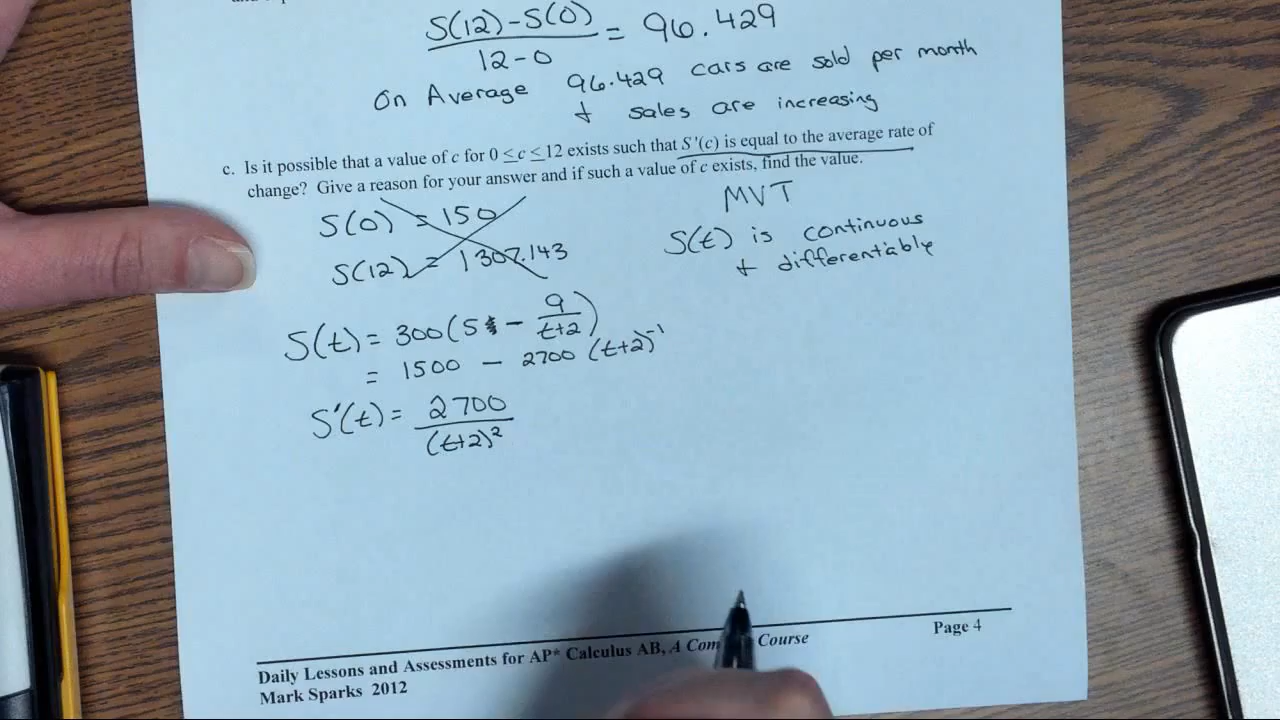 S(12)-S(0)
12-0
= 96.429
On Average 96.429 cars are sold per month
+ sales are increasing
c. Is it possible that a value of c for 0 ≤ c ≤ 12 exists such that S'(c) is equal to the average rate of
change? Give a reason for your answer and if such a value of c exists, find the value.
MVT
S(0) = 150
S(12) = 1307.143
S(t) is continuous
+ differentiable
S(t) = 300(5 - 9/(t+2))
= 1500 - 2700 (t+2)⁻¹
S'(t) = 2700/(t+2)²
Daily Lessons and Assessments for AP* Calculus AB, A Com Course
Mark Sparks 2012
Page 4